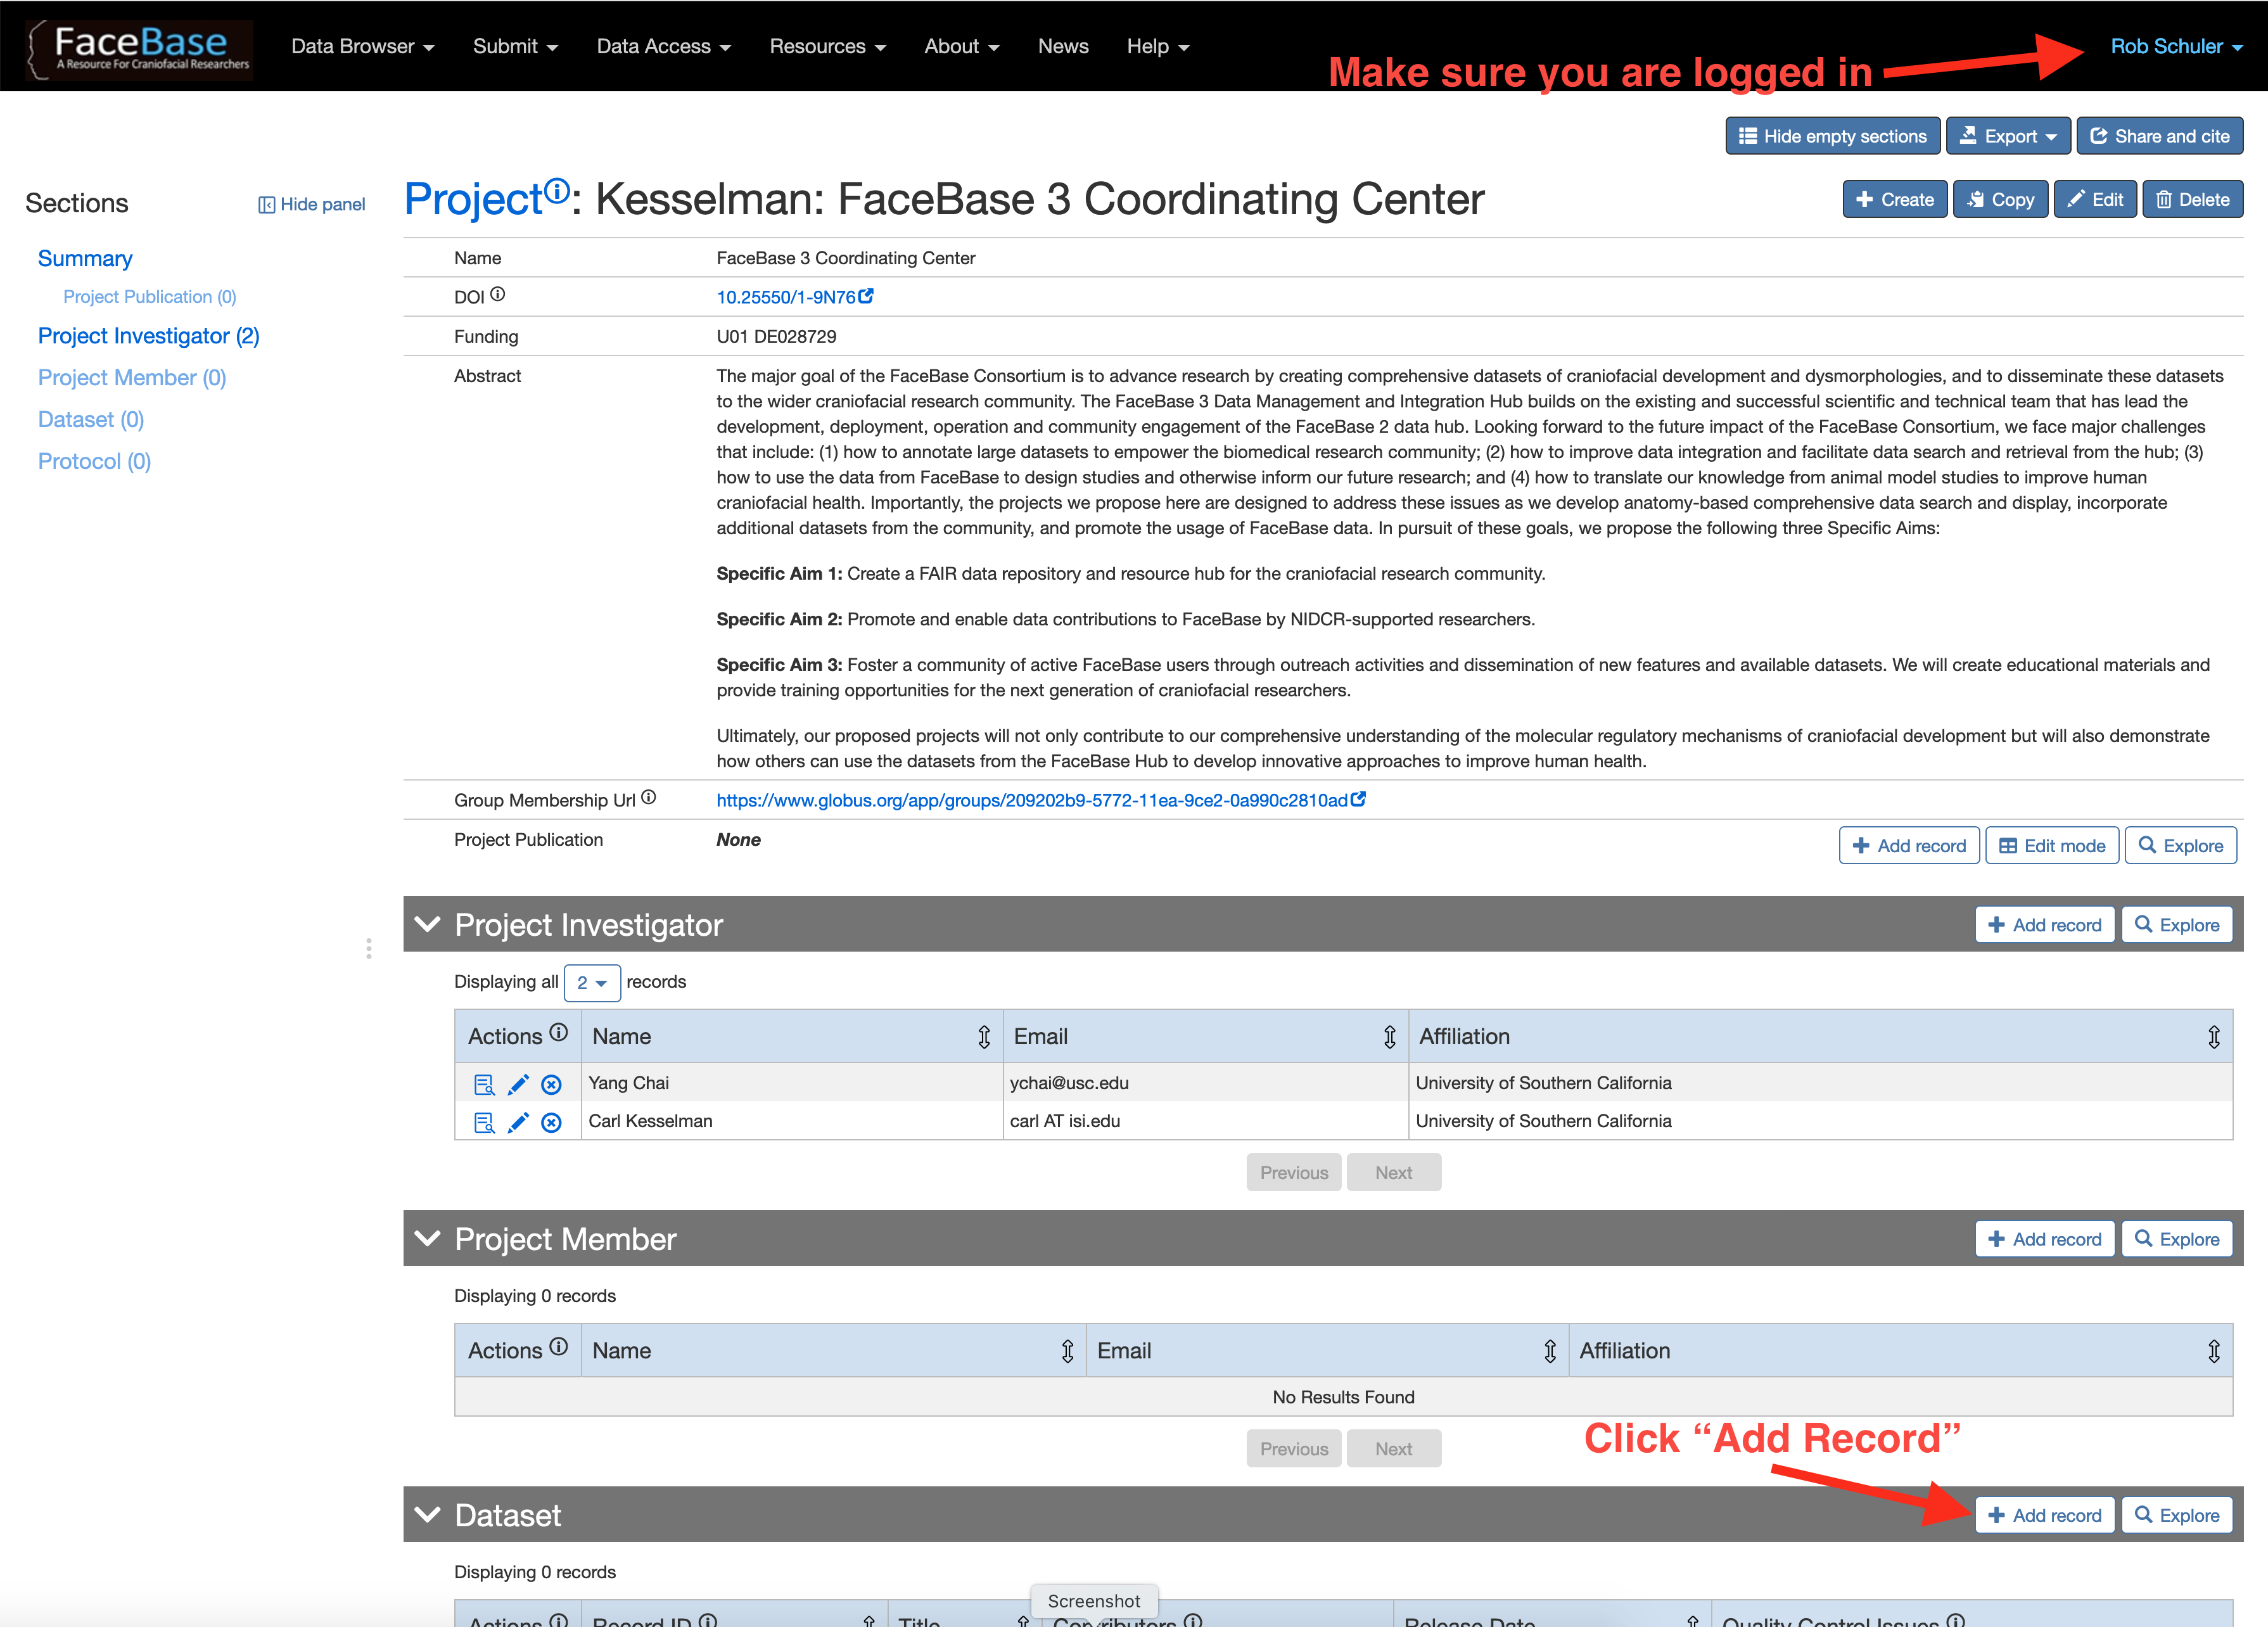 FaceBase
A Resource For Craniofacial Researchers
Data Browser
Submit
Data Access
Resources
About
News
Help
Rob Schuler
Make sure you are logged in
Hide empty sections
Export
Share and cite
Sections
Hide panel
Project: Kesselman: FaceBase 3 Coordinating Center
Create
Copy
Edit
Delete
Summary
Project Publication (0)
Project Investigator (2)
Project Member (0)
Dataset (0)
Protocol (0)
Name FaceBase 3 Coordinating Center
DOI 10.25550/1-9N76
Funding U01 DE028729
Abstract The major goal of the FaceBase Consortium is to advance research by creating comprehensive datasets of craniofacial development and dysmorphologies, and to disseminate these datasets
to the wider craniofacial research community. The FaceBase 3 Data Management and Integration Hub builds on the existing and successful scientific and technical team that has lead the
development, deployment, operation and community engagement of the FaceBase 2 data hub. Looking forward to the future impact of the FaceBase Consortium, we face major challenges
that include: (1) how to annotate large datasets to empower the biomedical research community; (2) how to improve data integration and facilitate data search and retrieval from the hub; (3)
how to use the data from FaceBase to design studies and otherwise inform our future research; and (4) how to translate our knowledge from animal model studies to improve human
craniofacial health. Importantly, the projects we propose here are designed to address these issues as we develop anatomy-based comprehensive data search and display, incorporate
additional datasets from the community, and promote the usage of FaceBase data. In pursuit of these goals, we propose the following three Specific Aims:
Specific Aim 1: Create a FAIR data repository and resource hub for the craniofacial research community.
Specific Aim 2: Promote and enable data contributions to FaceBase by NIDCR-supported researchers.
Specific Aim 3: Foster a community of active FaceBase users through outreach activities and dissemination of new features and available datasets. We will create educational materials and
provide training opportunities for the next generation of craniofacial researchers.
Ultimately, our proposed projects will not only contribute to our comprehensive understanding of the molecular regulatory mechanisms of craniofacial development but will also demonstrate
how others can use the datasets from the FaceBase Hub to develop innovative approaches to improve human health.
Group Membership Url https://www.globus.org/app/groups/209202b9-5772-11ea-9ce2-0a990c2810ad
Project Publication None
Add record
Edit mode
Explore
Project Investigator
Add record
Explore
Displaying all 2 records
Actions Name Email Affiliation
Yang Chai ychai@usc.edu University of Southern California
Carl Kesselman carl AT isi.edu University of Southern California
Previous Next
Project Member
Add record
Explore
Displaying 0 records
Actions Name Email Affiliation
No Results Found
Previous Next
Click “Add Record”
Dataset
Add record
Explore
Displaying 0 records
Screenshot
Actions Record ID Title Contributors Release Date Quality Control Issues